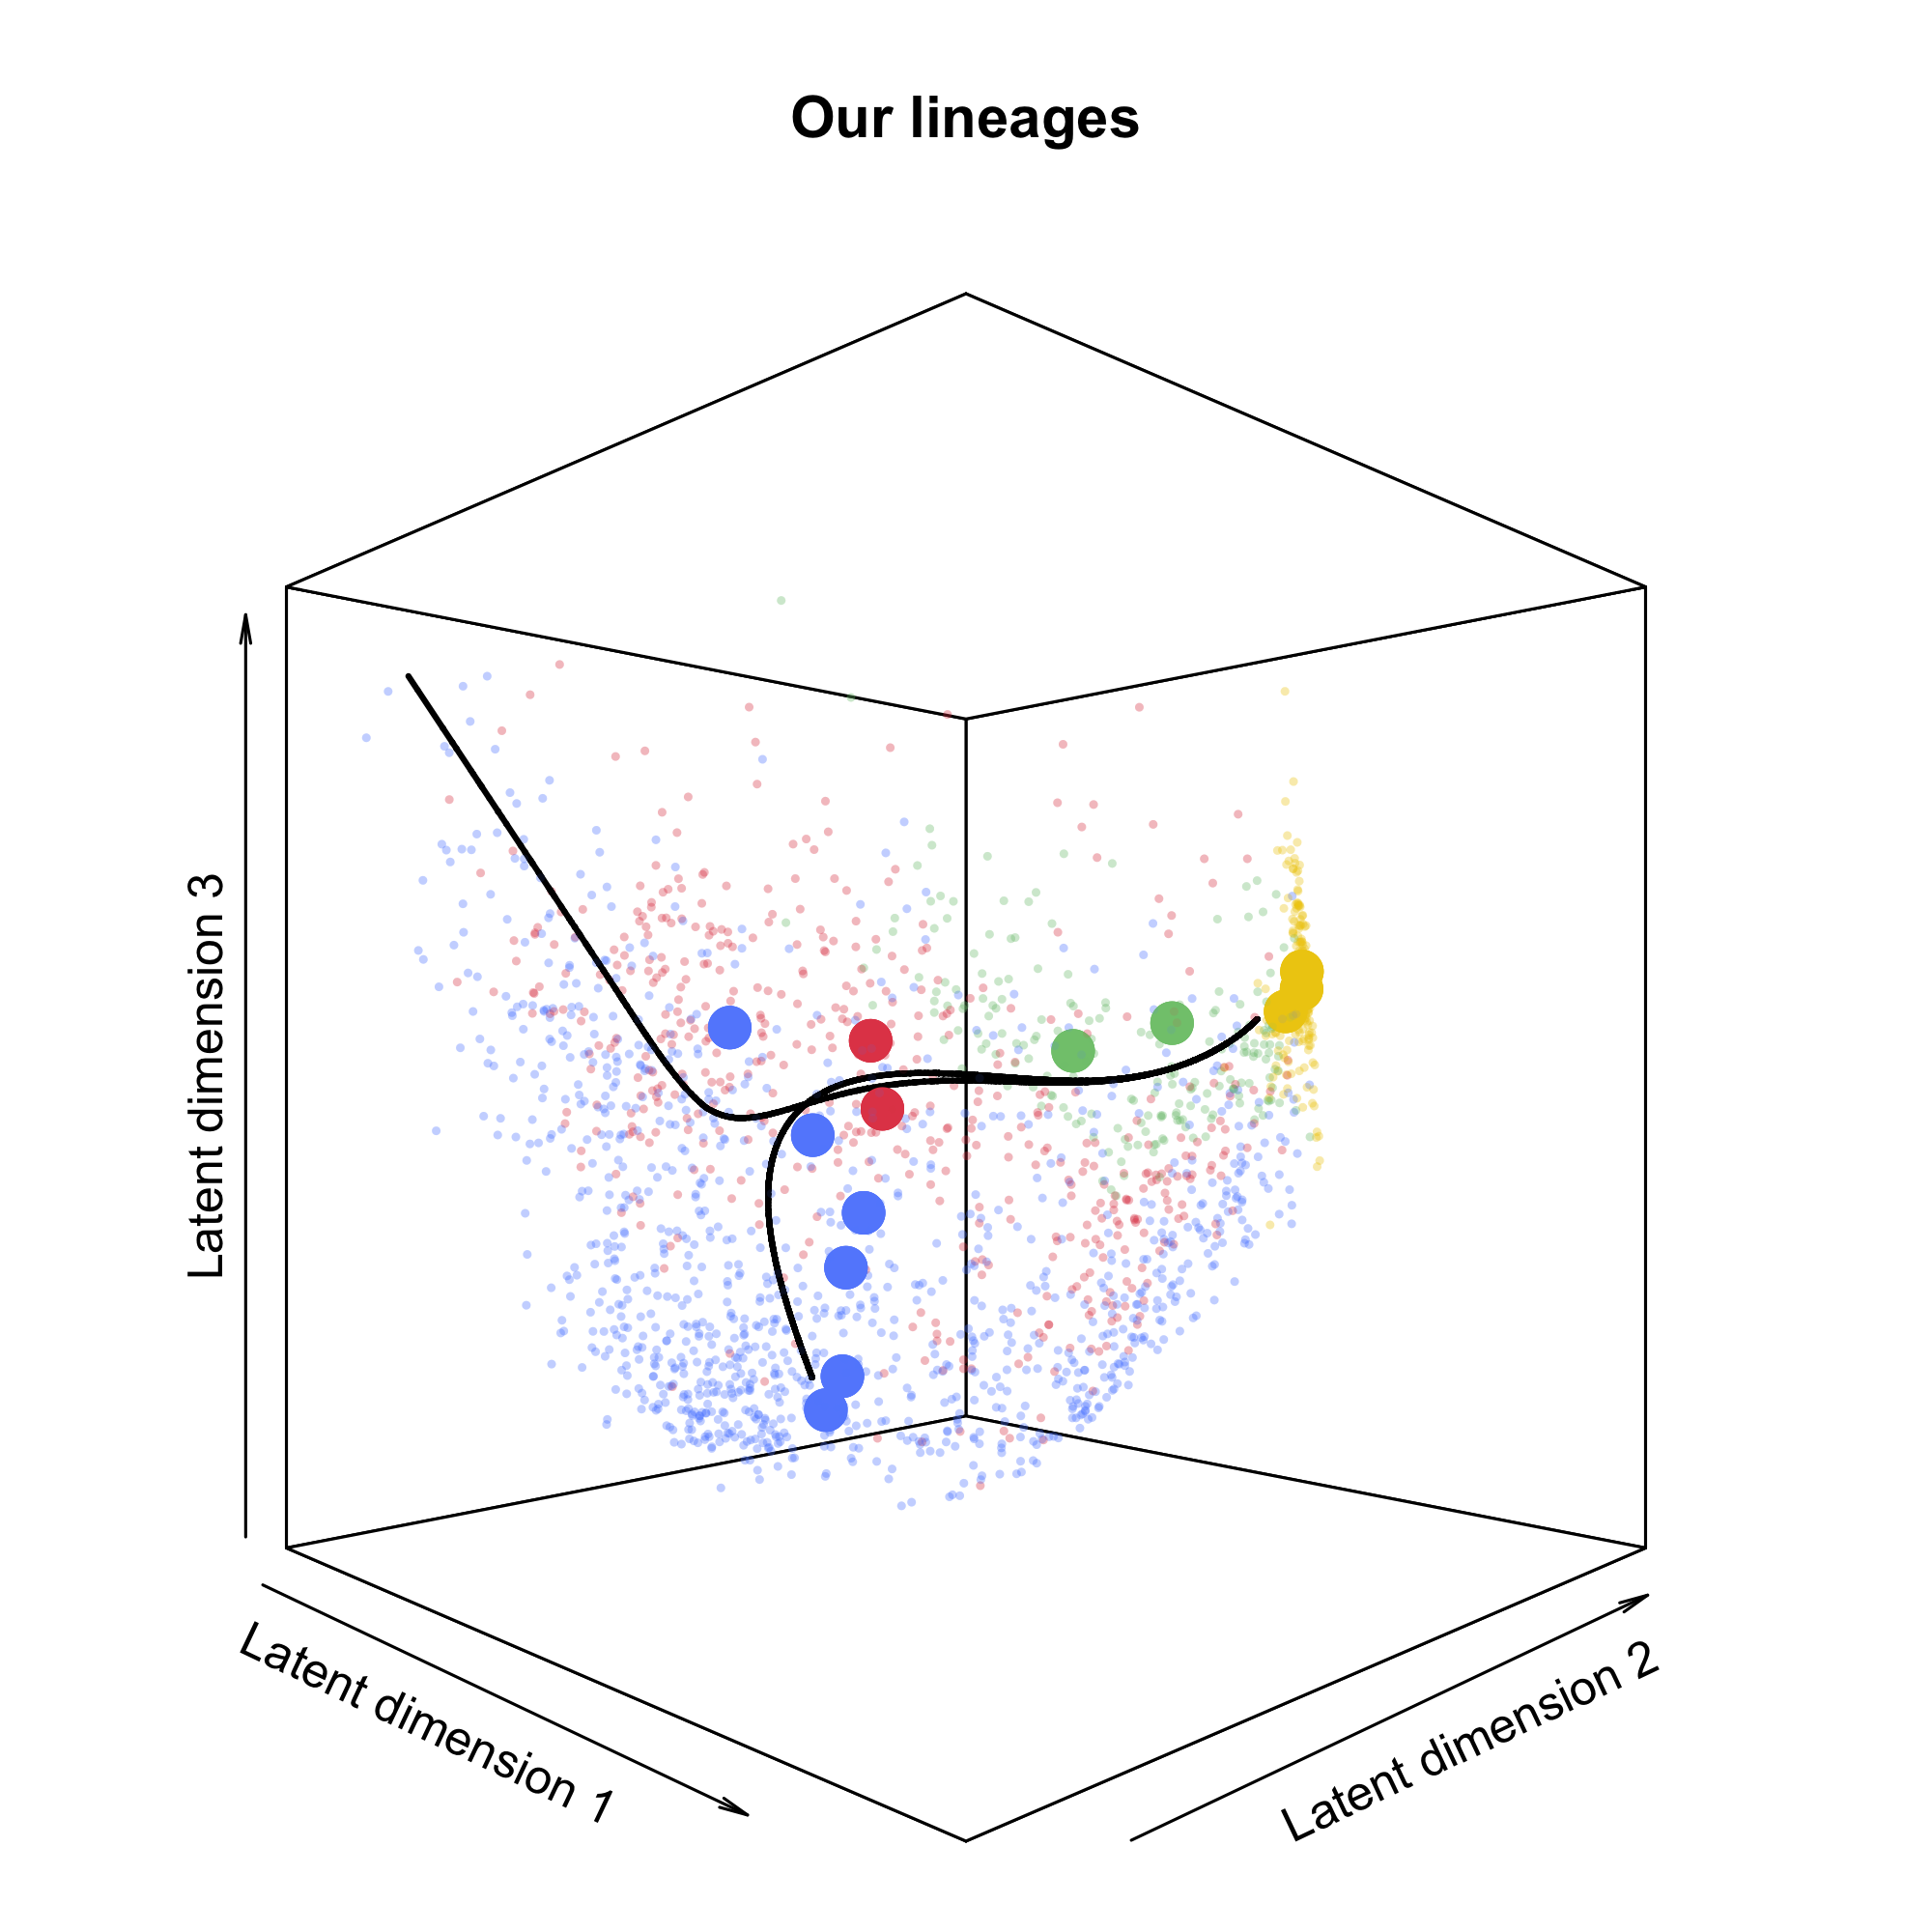 Our lineages
Latent dimension 3
Latent dimension 1
Latent dimension 2